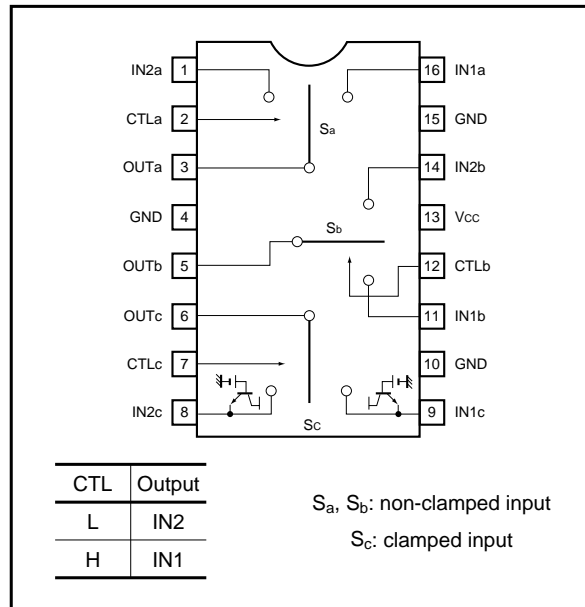 IN2a 1 16 IN1a
CTLa 2 Sa 15 GND
OUTa 3 14 IN2b
GND 4 Sb 13 VCC
OUTb 5 12 CTLb
OUTc 6 11 IN1b
CTLc 7 10 GND
IN2c 8 SC 9 IN1c
CTL Output
L IN2
H IN1
Sa, Sb: non-clamped input
Sc: clamped input